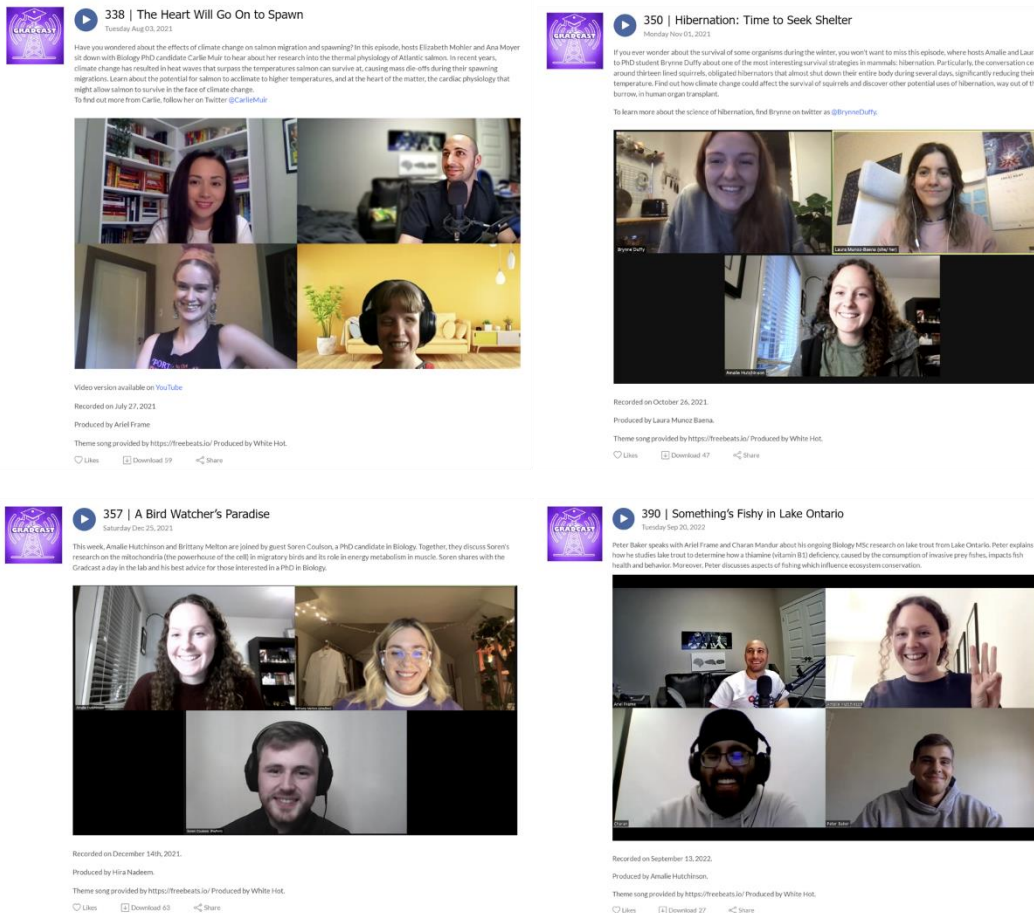 GRADCAST
338 | The Heart Will Go On to Spawn
Tuesday Aug 03, 2021
Have you wondered about the effects of climate change on salmon migration and spawning? In this episode, hosts Elizabeth Mohler and Ana Moyer
sit down with Biology PhD candidate Carlie Muir to hear about her research into the thermal physiology of Atlantic salmon. In recent years,
climate change has resulted in heat waves that surpass the temperatures salmon can survive at, causing mass die-offs during their spawning
migrations. Learn about the potential for salmon to acclimate to higher temperatures, and at the heart of the matter, the cardiac physiology that
might allow salmon to survive in the face of climate change.
To find out more from Carlie, follow her on Twitter @CarlieMuir
Video version available on YouTube
Recorded on July 27, 2021
Produced by Ariel Frame
Theme song provided by https://freebeats.io/ Produced by White Hot.
Likes Download 59 Share
GRADCAST
350 | Hibernation: Time to Seek Shelter
Monday Nov 01, 2021
If you ever wonder about the survival of some organisms during the winter, you won't want to miss this episode, where hosts Amalie and Laur
to PhD student Brynne Duffy about one of the most interesting survival strategies in mammals: hibernation. Particularly, the conversation ce
around thirteen lined squirrels, obligated hibernators that almost shut down their entire body during several days, significantly reducing their
temperature. Find out how climate change could affect the survival of squirrels and discover other potential uses of hibernation, way out of th
burrow, in human organ transplant.
To learn more about the science of hibernation, find Brynne on twitter as @BrynneDuffy.
Brynne Duffy
Laura Munoz Baena (she/ her)
Amalie Hutchinson
Recorded on October 26, 2021.
Produced by Laura Munoz Baena.
Theme song provided by https://freebeats.io/ Produced by White Hot.
Likes Download 47 Share
GRADCAST
357 | A Bird Watcher's Paradise
Saturday Dec 25, 2021
This week, Amalie Hutchinson and Brittany Melton are joined by guest Soren Coulson, a PhD candidate in Biology. Together, they discuss Soren's
research on the mitochondria (the powerhouse of the cell) in migratory birds and its role in energy metabolism in muscle. Soren shares with the
Gradcast a day in the lab and his best advice for those interested in a PhD in Biology.
Recorded on December 14th, 2021.
Produced by Hira Nadeem.
Theme song provided by https://freebeats.io/ Produced by White Hot.
Likes Download 63 Share
GRADCAST
390 | Something's Fishy in Lake Ontario
Tuesday Sep 20, 2022
Peter Baker speaks with Ariel Frame and Charan Mandur about his ongoing Biology MSc research on lake trout from Lake Ontario. Peter explains
how he studies lake trout to determine how a thiamine (vitamin B1) deficiency, caused by the consumption of invasive prey fishes, impacts fish
health and behavior. Moreover, Peter discusses aspects of fishing which influence ecosystem conservation.
Ariel Frame
Amalie Hutchinson
Charan
Peter Baker
Recorded on September 13, 2022.
Produced by Amalie Hutchinson.
Theme song provided by https://freebeats.io/ Produced by White Hot.
Likes Download 27 Share